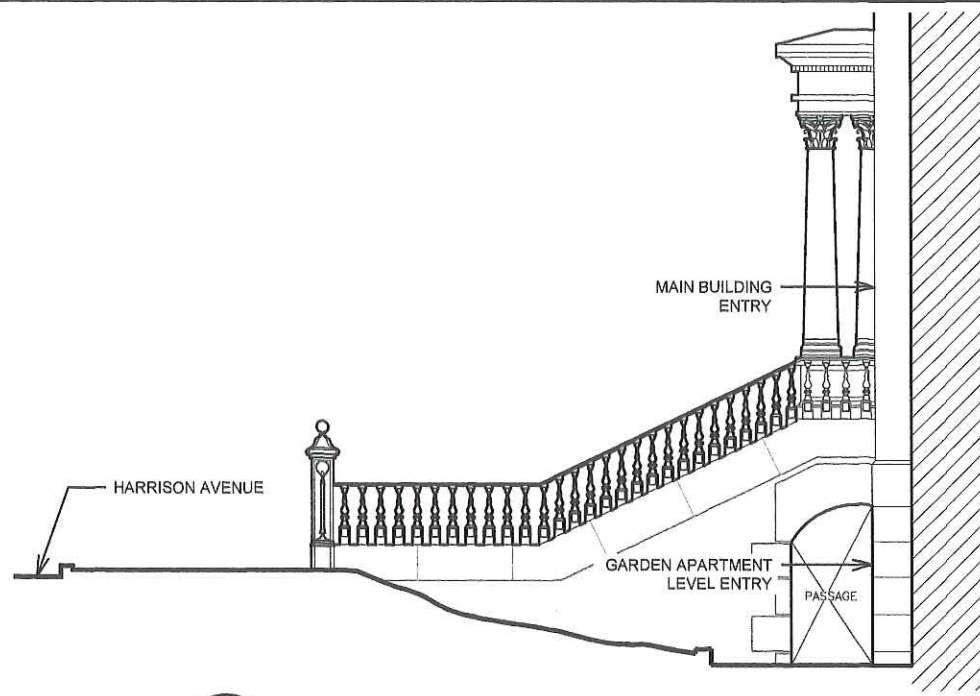 MAIN BUILDING
ENTRY
HARRISON AVENUE
GARDEN APARTMENT
LEVEL ENTRY
PASSAGE